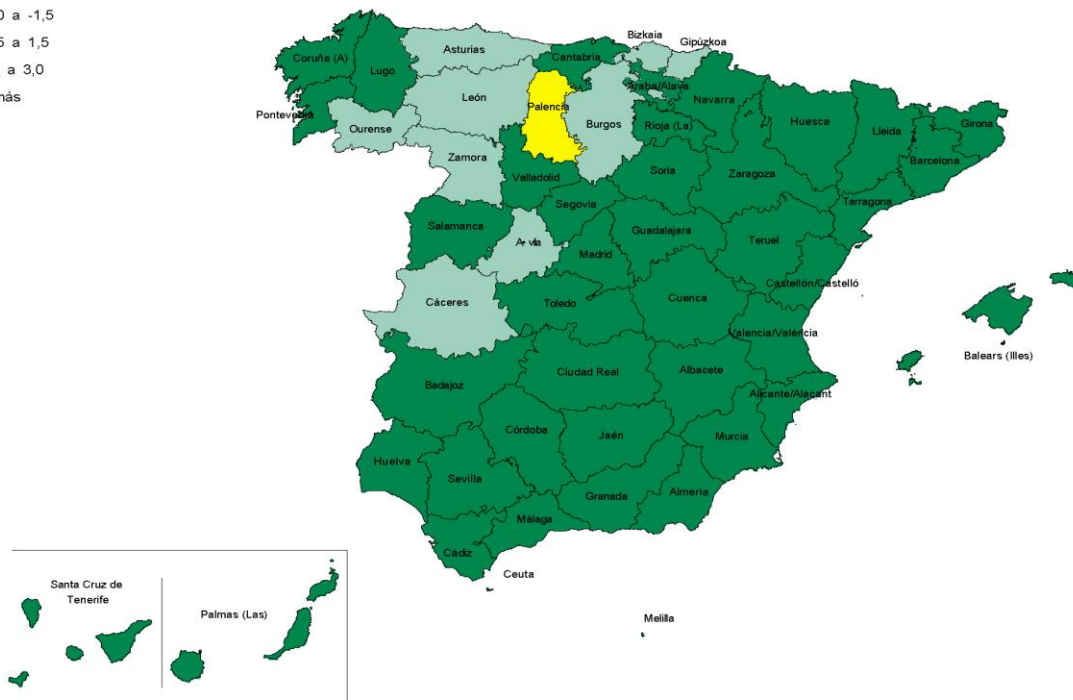 0 a -1,5
5 a 1,5
a 3,0
más
Bizkaia
Gipúzkoa
Asturias
Cantabria
Coruña (A)
Lugo
León
Palencia
Araba/Alava
Navarra
Huesca
Lleida
Girona
Pontevedra
Ourense
Burgos
Rioja (La)
Zamora
Valladolid
Soria
Zaragoza
Barcelona
Tarragona
Segovia
Salamanca
A vila
Madrid
Guadalajara
Teruel
Castellón/Castelló
Cáceres
Toledo
Cuenca
Valencia/València
Balears (Illes)
Badajoz
Ciudad Real
Albacete
Alicante/Alacant
Córdoba
Jaén
Murcia
Huelva
Sevilla
Granada
Almería
Málaga
Cádiz
Ceuta
Melilla
Santa Cruz de
Tenerife
Palmas (Las)